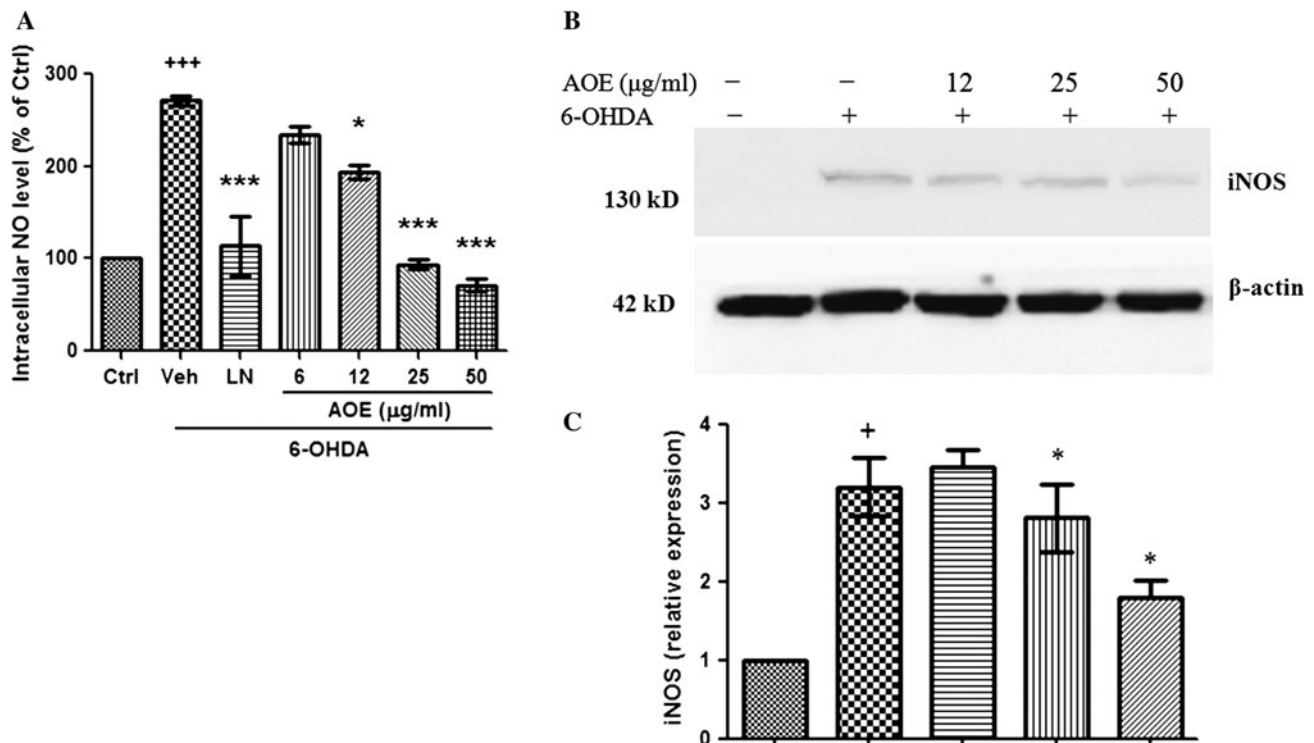 A
Intracellular NO level (% of Ctrl)
300
200
100
0
+++
***
*
***
***
Ctrl Veh LN 6 12 25 50
AOE (μg/ml)
6-OHDA
B
AOE (μg/ml) – – 12 25 50
6-OHDA – + + + +
130 kD
iNOS
42 kD
β-actin
C
iNOS (relative expression)
4
3
2
1
0
+
*
*